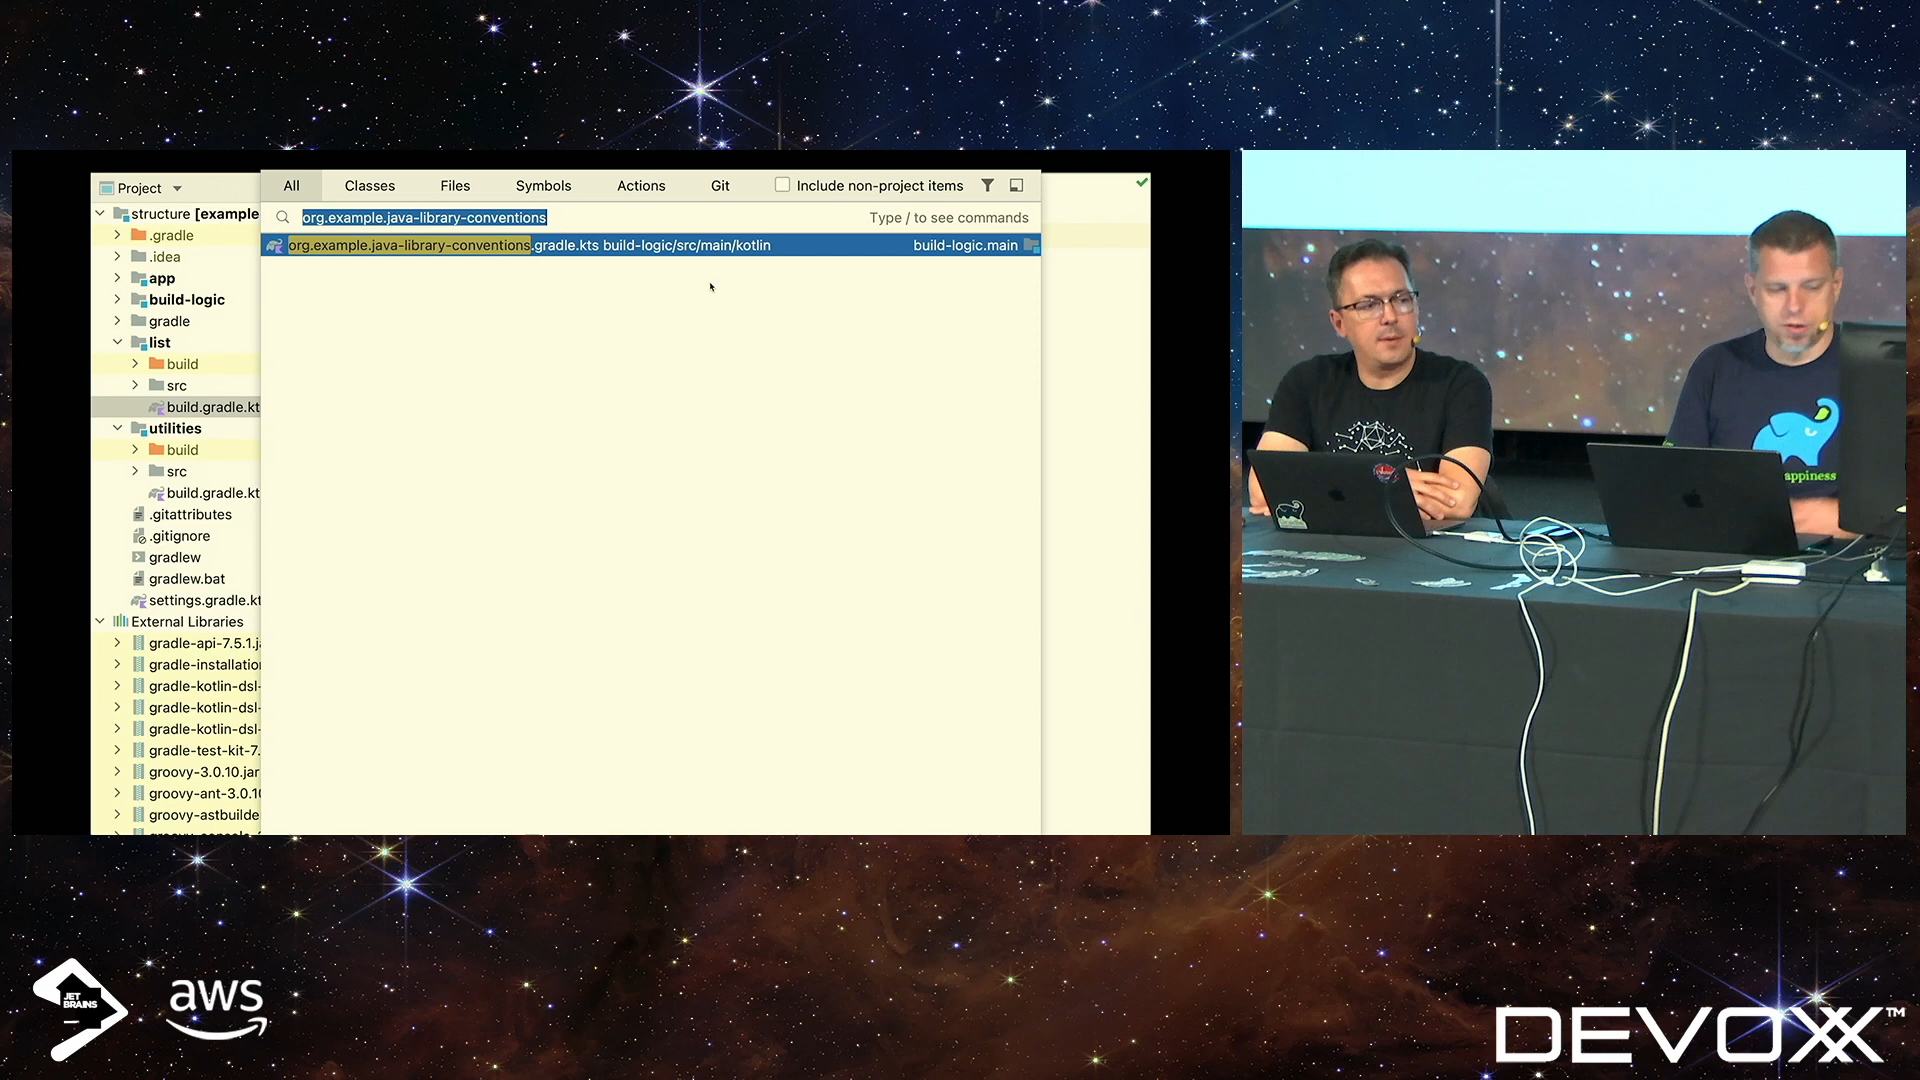 Project
structure [example
.gradle
.idea
app
build-logic
gradle
list
build
src
build.gradle.kt
utilities
build
src
build.gradle.kt
.gitattributes
.gitignore
gradlew
gradlew.bat
settings.gradle.kt
External Libraries
gradle-api-7.5.1.j
gradle-installatio
gradle-kotlin-dsl-
gradle-kotlin-dsl-
gradle-kotlin-dsl-
gradle-test-kit-7.
groovy-3.0.10.jar
groovy-ant-3.0.10
groovy-astbuilde
All Classes Files Symbols Actions Git Include non-project items
org.example.java-library-conventions Type / to see commands
org.example.java-library-conventions.gradle.kts build-logic/src/main/kotlin build-logic.main
appiness
JET
BRAINS
aws
DEVOXX™